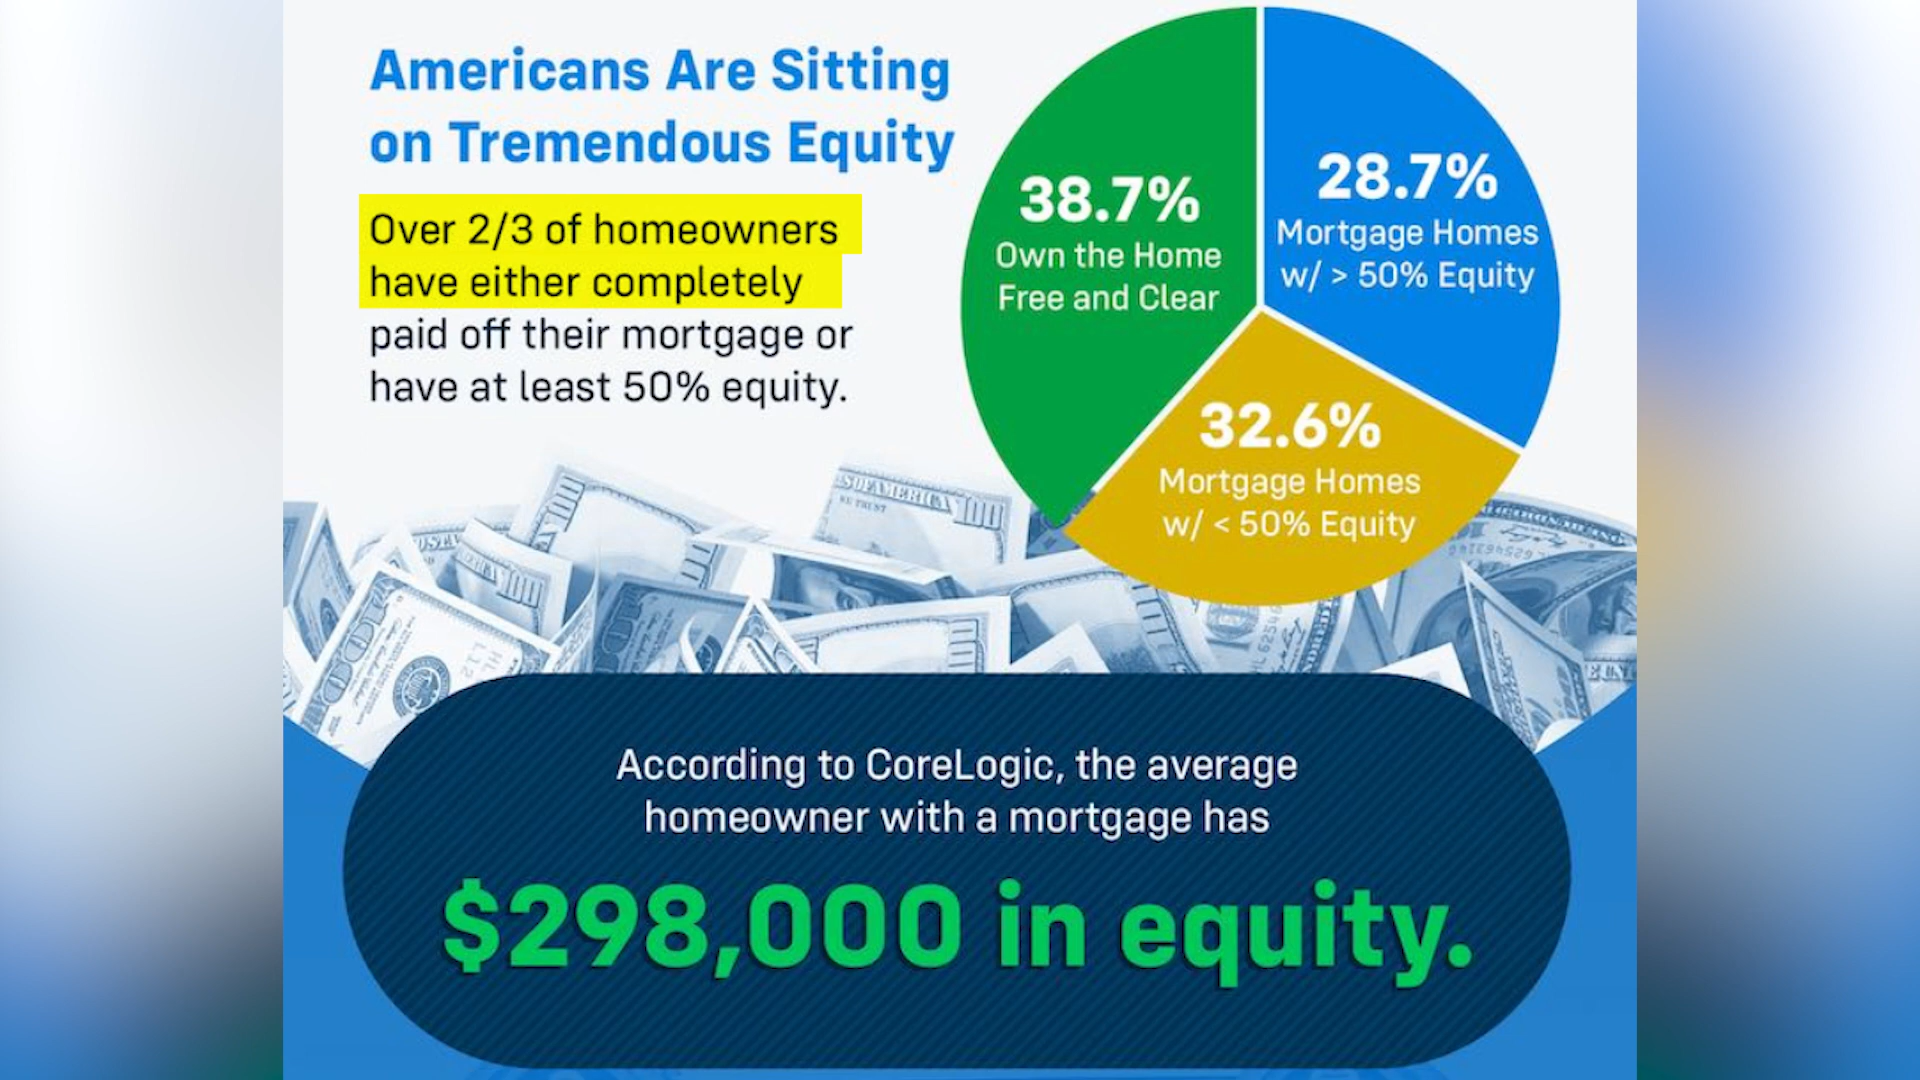 Americans Are Sitting
on Tremendous Equity
Over 2/3 of homeowners
have either completely
paid off their mortgage or
have at least 50% equity.
38.7%
Own the Home
Free and Clear
28.7%
Mortgage Homes
w/ > 50% Equity
32.6%
Mortgage Homes
w/ < 50% Equity
According to CoreLogic, the average
homeowner with a mortgage has
$298,000 in equity.